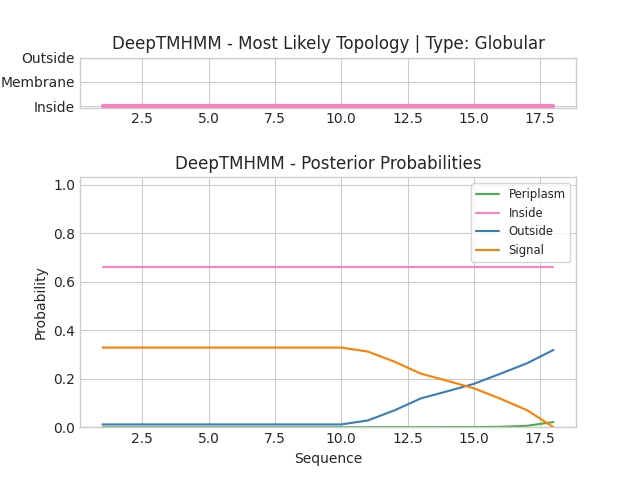 DeepTMHMM - Most Likely Topology | Type: Globular
Outside
Membrane
Inside
2.5 5.0 7.5 10.0 12.5 15.0 17.5
DeepTMHMM - Posterior Probabilities
1.0
0.8
0.6
0.4
0.2
0.0
Probability
Periplasm
Inside
Outside
Signal
2.5 5.0 7.5 10.0 12.5 15.0 17.5
Sequence